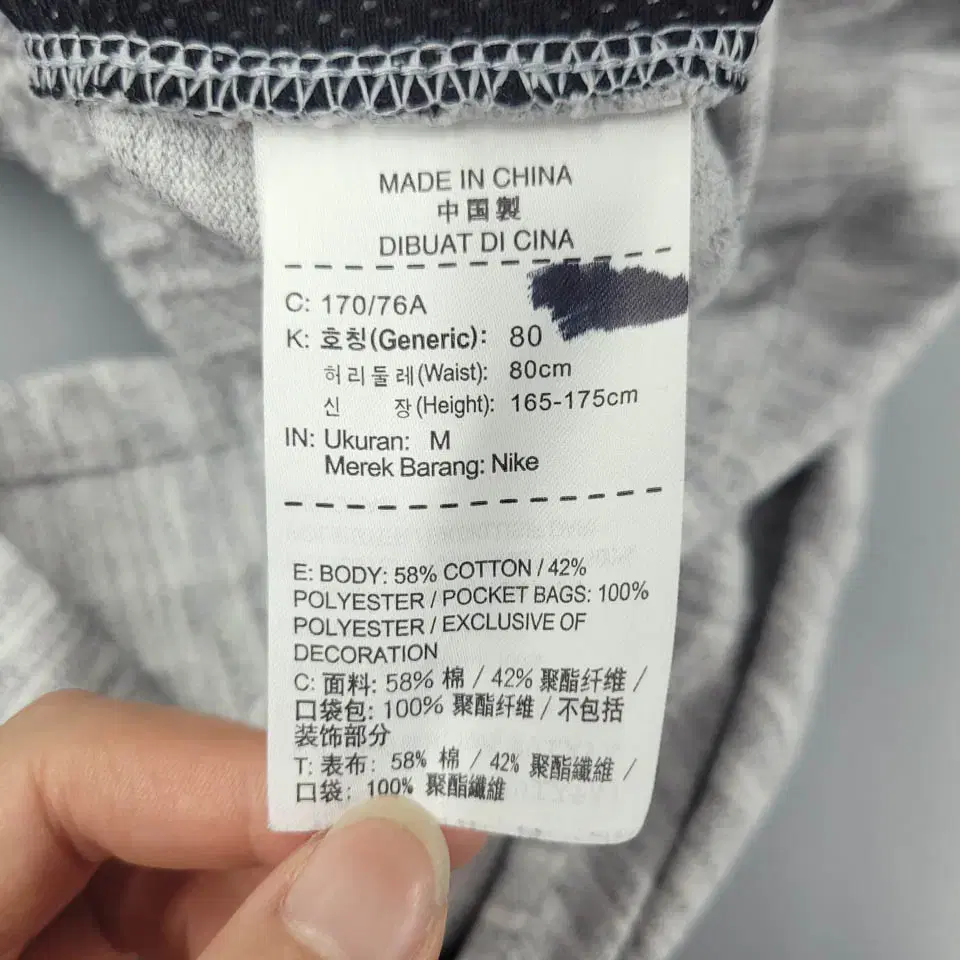 MADE IN CHINA
中国製
DIBUAT DI CINA
C: 170/76A
K: 호칭(Generic): 80
허리둘레(Waist): 80cm
신 장(Height): 165-175cm
IN: Ukuran: M
Merek Barang: Nike
E: BODY: 58% COTTON / 42%
POLYESTER / POCKET BAGS: 100%
POLYESTER / EXCLUSIVE OF
DECORATION
C: 面料: 58% 棉 / 42% 聚酯纤维 /
口袋包: 100% 聚酯纤维 / 不包括
装饰部分
T: 表布: 58% 棉 / 42% 聚酯纖維 /
口袋: 100% 聚酯纖維